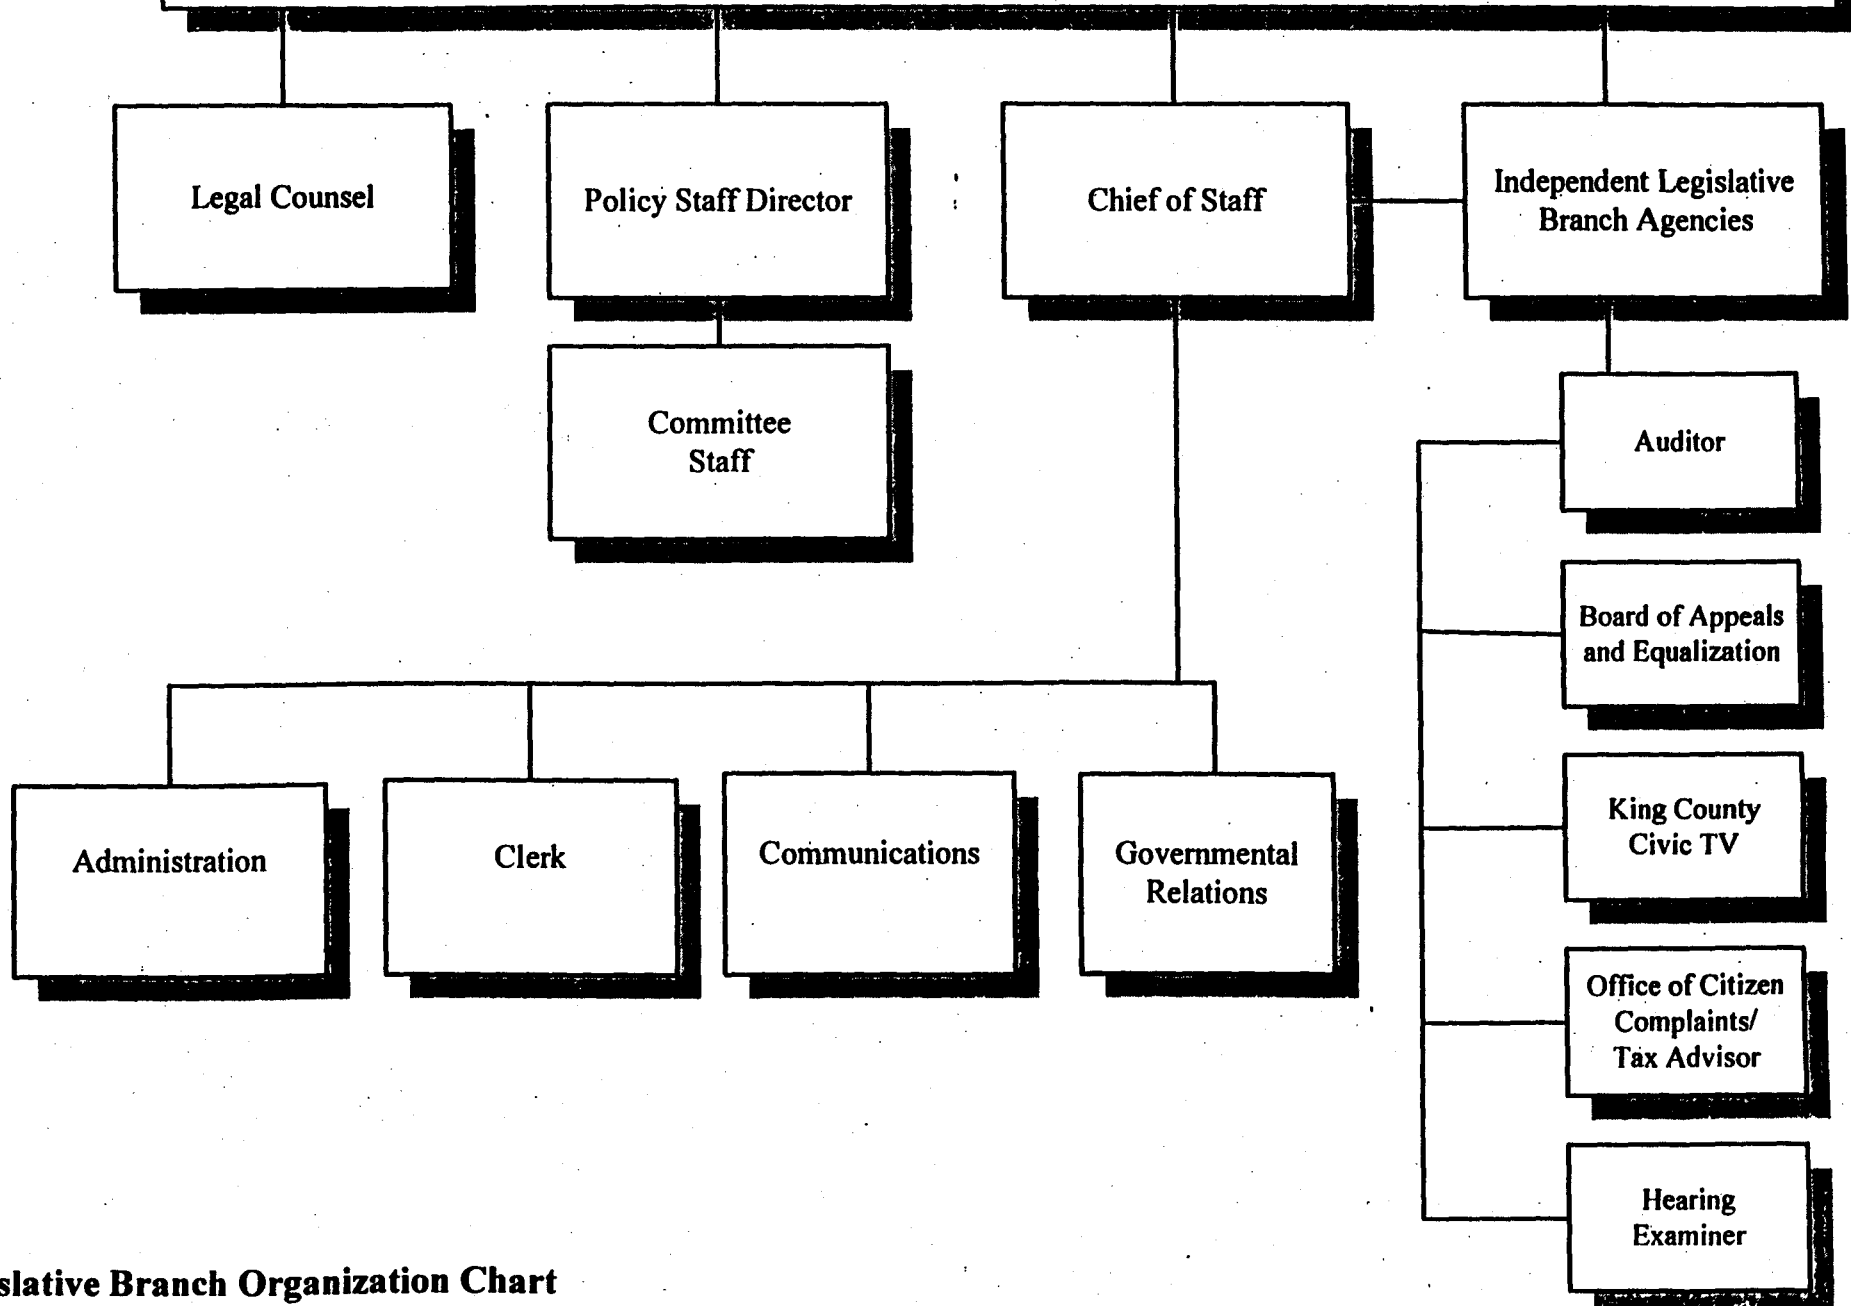 Legal Counsel
Policy Staff Director
Chief of Staff
Independent Legislative
Branch Agencies
Committee
Staff
Auditor
Board of Appeals
and Equalization
King County
Civic TV
Administration
Clerk
Communications
Governmental
Relations
Office of Citizen
Complaints/
Tax Advisor
Hearing
Examiner
slative Branch Organization Chart